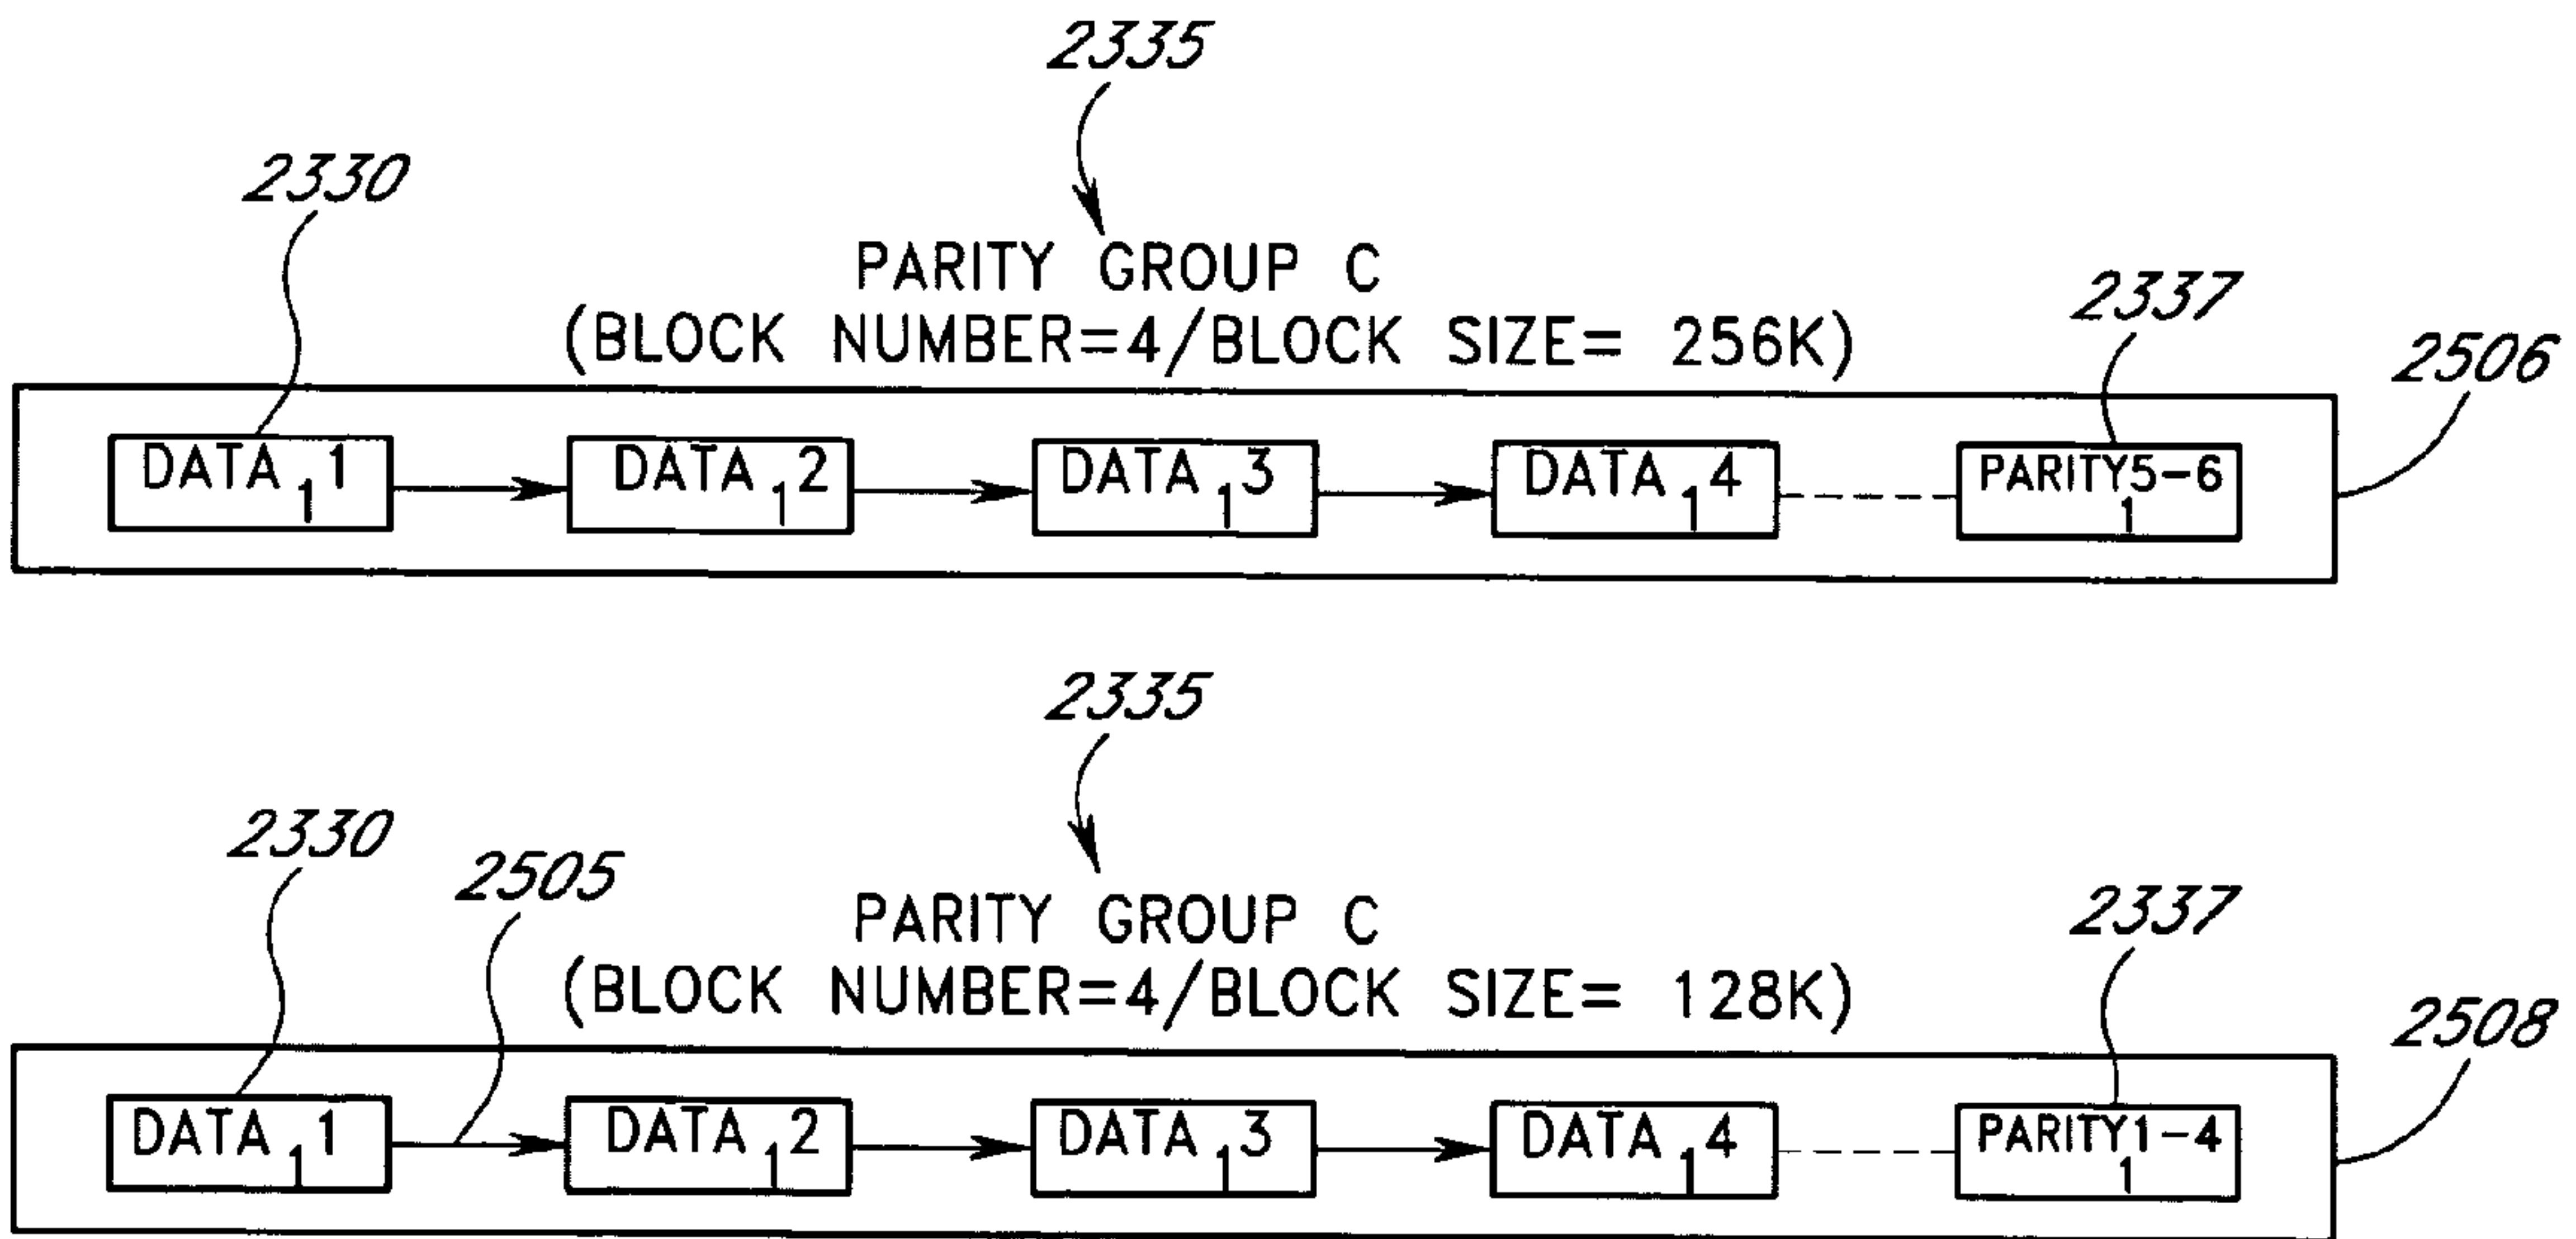 2335
2330
PARITY GROUP C
2337
(BLOCK NUMBER=4/BLOCK SIZE= 256K)
2506
DATA 1 1
DATA 1 2
DATA 1 3
DATA 1 4
PARITY5-6
1
2335
2330
2505
PARITY GROUP C
2337
(BLOCK NUMBER=4/BLOCK SIZE= 128K)
2508
DATA 1 1
DATA 1 2
DATA 1 3
DATA 1 4
PARITY1-4
1